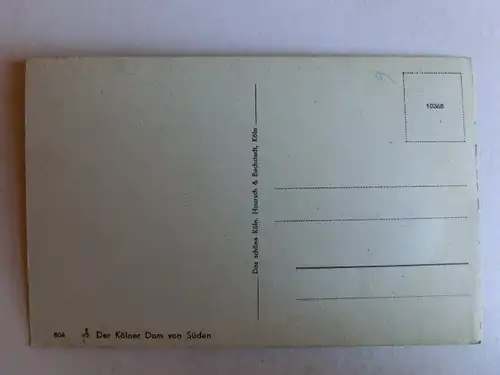 10368
Das schöne Köln. Hoursch & Bechstedt, Köln
804 Der Kölner Dom von Süden